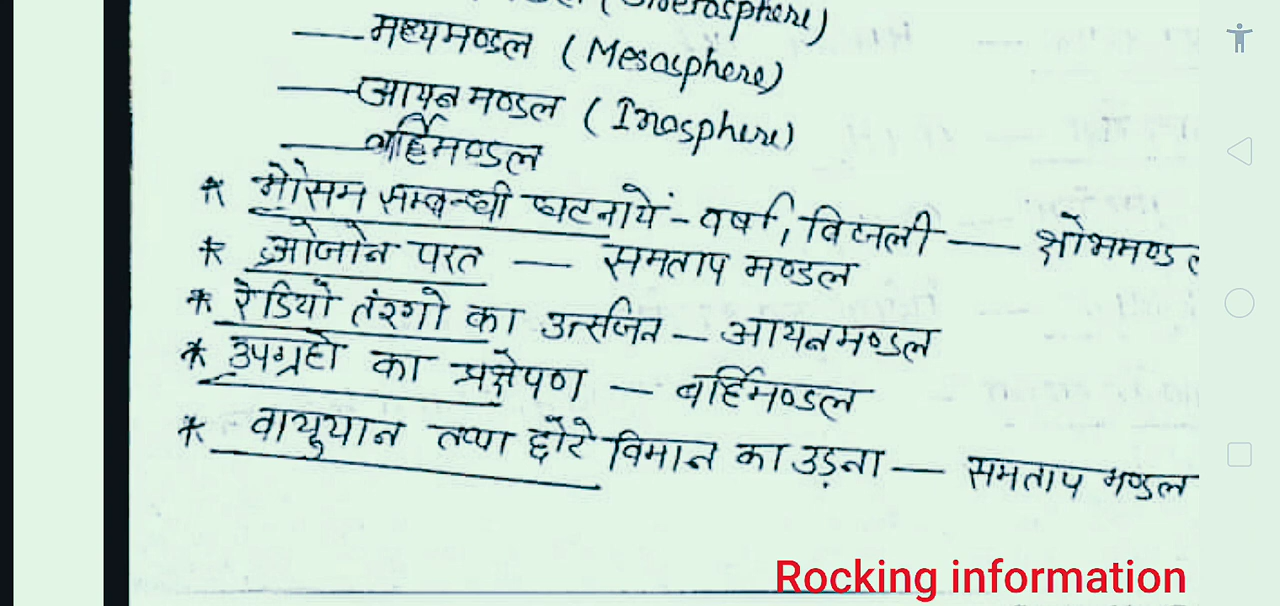 — मध्यमण्डल (Mesosphere)
— आयनमण्डल (Inosphere)
— बर्हिमण्डल
* मौसम सम्बन्धी घटनायें - वर्षा, बिजली — क्षोभमण्डल
* ओजोन परत — समताप मण्डल
* रेडियो तंरगो का उत्सर्जित — आयनमण्डल
* उपग्रहो का प्रक्षेपण — बर्हिमण्डल
* वायुयान तथा छोटे विमान का उड़ना — समताप मण्डल
Rocking information